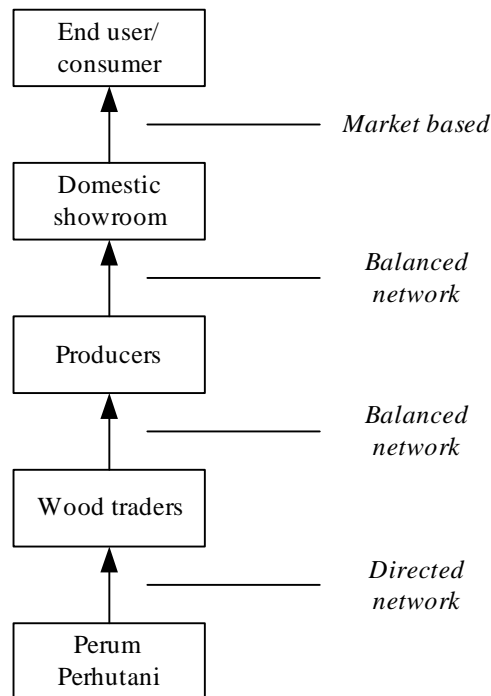 End user/
consumer
Market based
Domestic
showroom
Balanced
network
Producers
Balanced
network
Wood traders
Directed
network
Perum
Perhutani